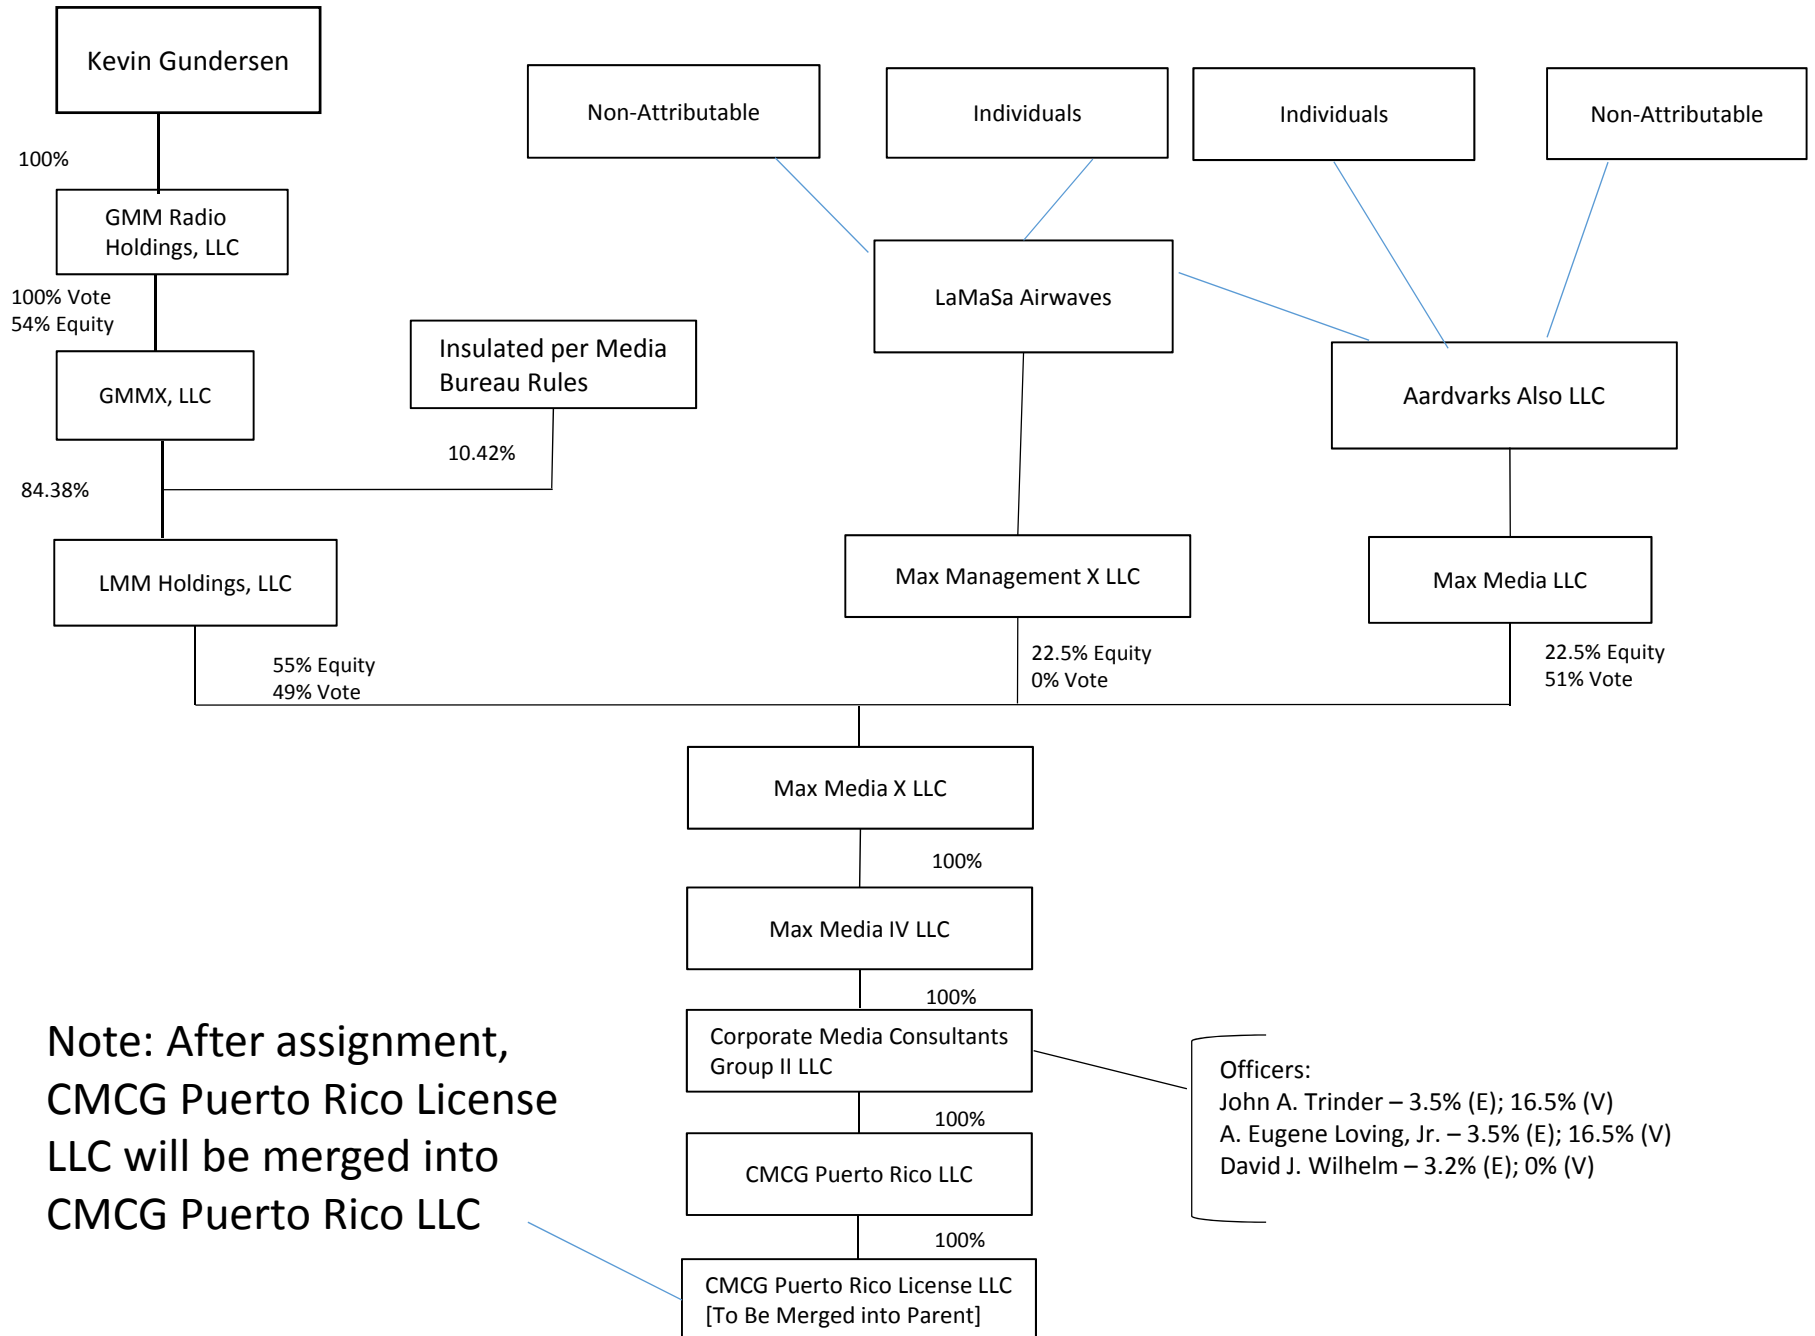 Kevin Gundersen
Non-Attributable
Individuals
Individuals
Non-Attributable
100%
GMM Radio
Holdings, LLC
LaMaSa Airwaves
100% Vote
54% Equity
Insulated per Media
Bureau Rules
GMMX, LLC
Aardvarks Also LLC
10.42%
84.38%
LMM Holdings, LLC
Max Management X LLC
Max Media LLC
55% Equity
49% Vote
22.5% Equity
0% Vote
22.5% Equity
51% Vote
Max Media X LLC
100%
Max Media IV LLC
100%
Corporate Media Consultants
Group II LLC
Officers:
John A. Trinder – 3.5% (E); 16.5% (V)
A. Eugene Loving, Jr. – 3.5% (E); 16.5% (V)
David J. Wilhelm – 3.2% (E); 0% (V)
100%
CMCG Puerto Rico LLC
100%
CMCG Puerto Rico License LLC
[To Be Merged into Parent]
Note: After assignment,
CMCG Puerto Rico License
LLC will be merged into
CMCG Puerto Rico LLC